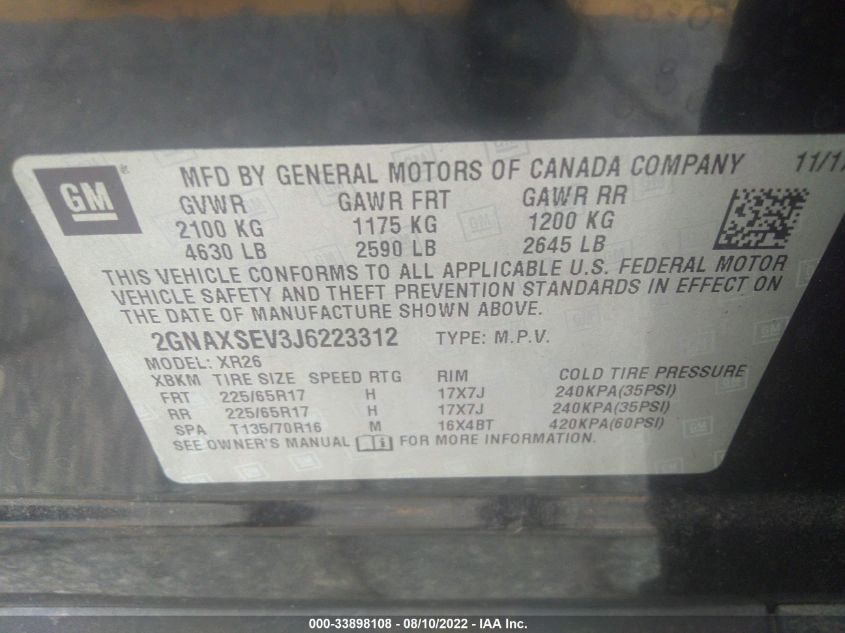 GM
MFD BY GENERAL MOTORS OF CANADA COMPANY
GVWR GAWR FRT GAWR RR
2100 KG 1175 KG 1200 KG
4630 LB 2590 LB 2645 LB
THIS VEHICLE CONFORMS TO ALL APPLICABLE U.S. FEDERAL MOTOR
VEHICLE SAFETY AND THEFT PREVENTION STANDARDS IN EFFECT ON
THE DATE OF MANUFACTURE SHOWN ABOVE.
2GNAXSEV3J6223312 TYPE: M.P.V.
MODEL: XR26
XBKM TIRE SIZE SPEED RTG RIM COLD TIRE PRESSURE
FRT 225/65R17 H 17X7J 240KPA(35PSI)
RR 225/65R17 H 17X7J 240KPA(35PSI)
SPA T135/70R16 M 16X4BT 420KPA(60PSI)
SEE OWNER'S MANUAL FOR MORE INFORMATION.
000-33898108 - 08/10/2022 - IAA Inc.